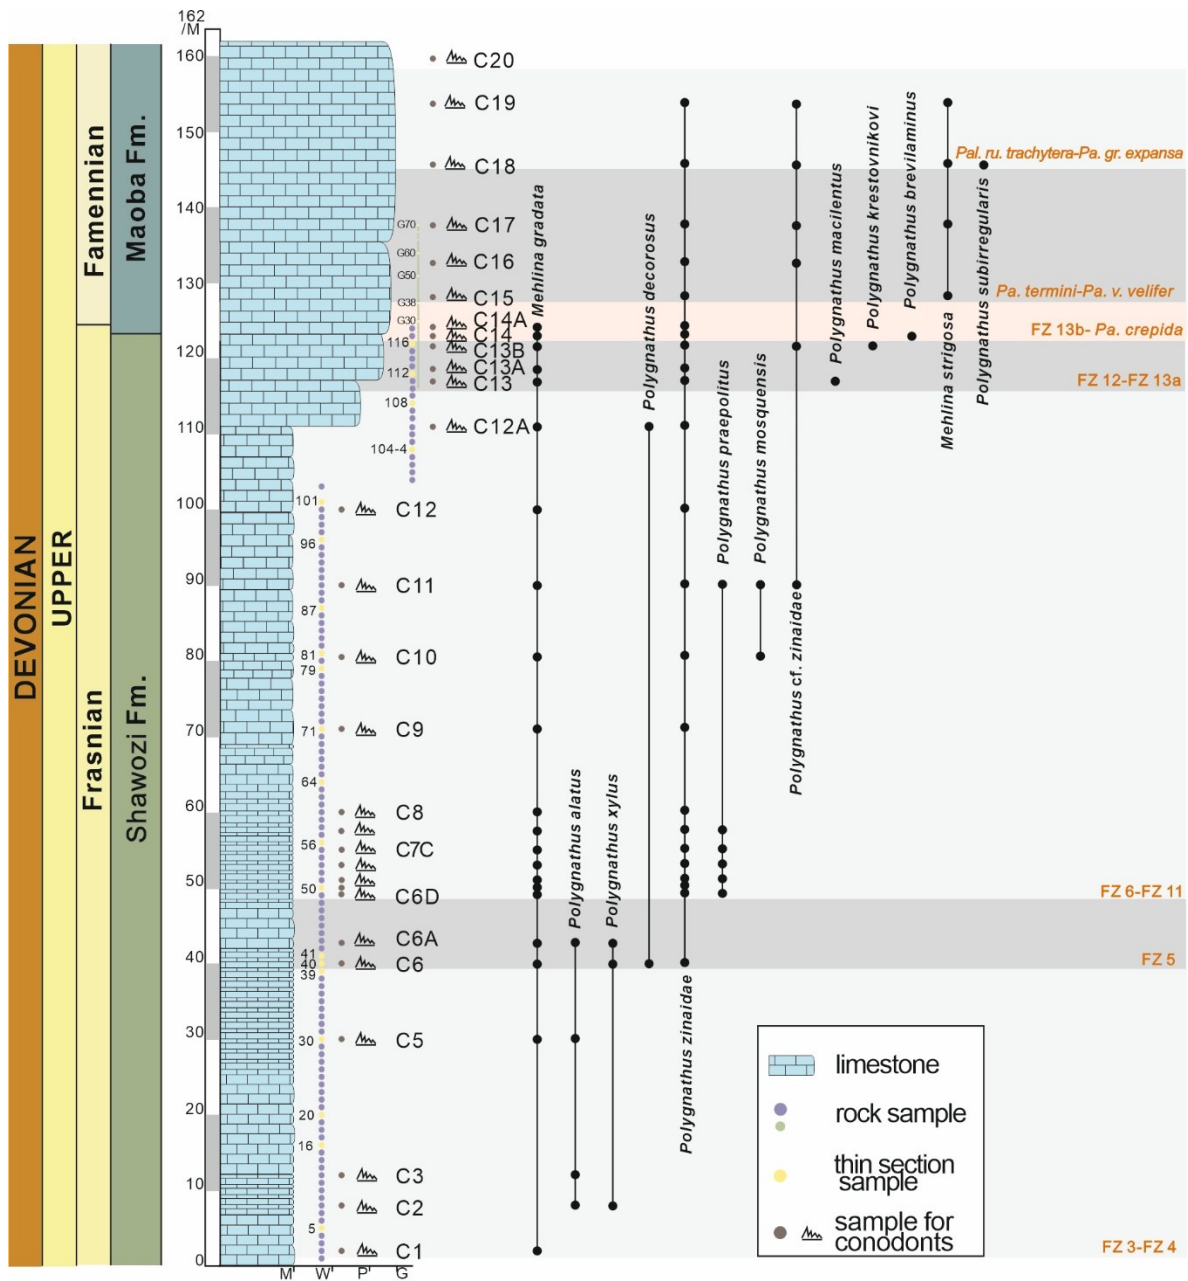 162
/M
160
150
140
130
120
110
100
90
80
70
60
50
40
30
20
10
0
DEVONIAN
UPPER
Famennian
Frasnian
Maoba Fm.
Shawozi Fm.
M
W
P
G
G70
G60
G50
G38
G30
116
112
108
104-4
101
96
87
81
79
71
64
56
50
41
40
39
30
20
16
5
C20
C19
C18
C17
C16
C15
C14A
C14
C13B
C13A
C13
C12A
C12
C11
C10
C9
C8
C7C
C6D
C6A
C6
C5
C3
C2
C1
Mehlina gradata
Polygnathus alatus
Polygnathus xylus
Polygnathus decorosus
Polygnathus zinaidae
Polygnathus praepolitus
Polygnathus mosquensis
Polygnathus cf. zinaidae
Polygnathus macilentus
Polygnathus krestovnikovi
Polygnathus brevilaminus
Mehlina strigosa
Polygnathus subirregularis
Pal. ru. trachytera-Pa. gr. expansa
Pa. termini-Pa. v. velifer
FZ 13b- Pa. crepida
FZ 12-FZ 13a
FZ 6-FZ 11
FZ 5
FZ 3-FZ 4
limestone
rock sample
thin section
sample
sample for
conodonts